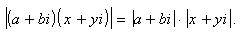 |(a + bi)(x + yi)| = |a + bi| · |x + yi|.